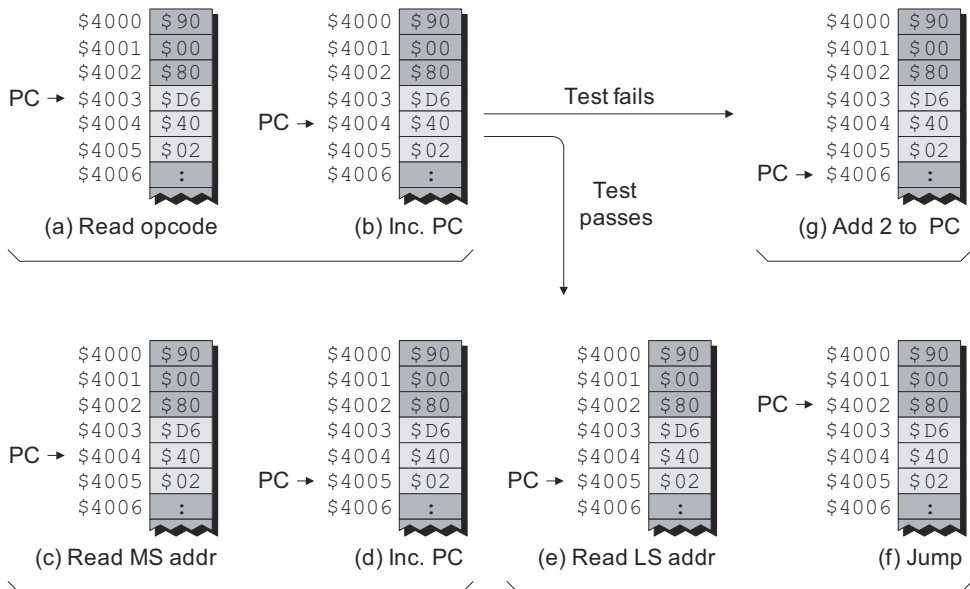 $4000 $90
$4001 $00
$4002 $80
PC → $4003 $D6
$4004 $40
$4005 $02
$4006 :
(a) Read opcode
$4000 $90
$4001 $00
$4002 $80
$4003 $D6
PC → $4004 $40
$4005 $02
$4006 :
(b) Inc. PC
Test fails
Test
passes
$4000 $90
$4001 $00
$4002 $80
$4003 $D6
$4004 $40
$4005 $02
PC → $4006 :
(g) Add 2 to PC
$4000 $90
$4001 $00
$4002 $80
$4003 $D6
PC → $4004 $40
$4005 $02
$4006 :
(c) Read MS addr
$4000 $90
$4001 $00
$4002 $80
$4003 $D6
$4004 $40
PC → $4005 $02
$4006 :
(d) Inc. PC
$4000 $90
$4001 $00
$4002 $80
$4003 $D6
$4004 $40
PC → $4005 $02
$4006 :
(e) Read LS addr
$4000 $90
$4001 $00
PC → $4002 $80
$4003 $D6
$4004 $40
$4005 $02
$4006 :
(f) Jump